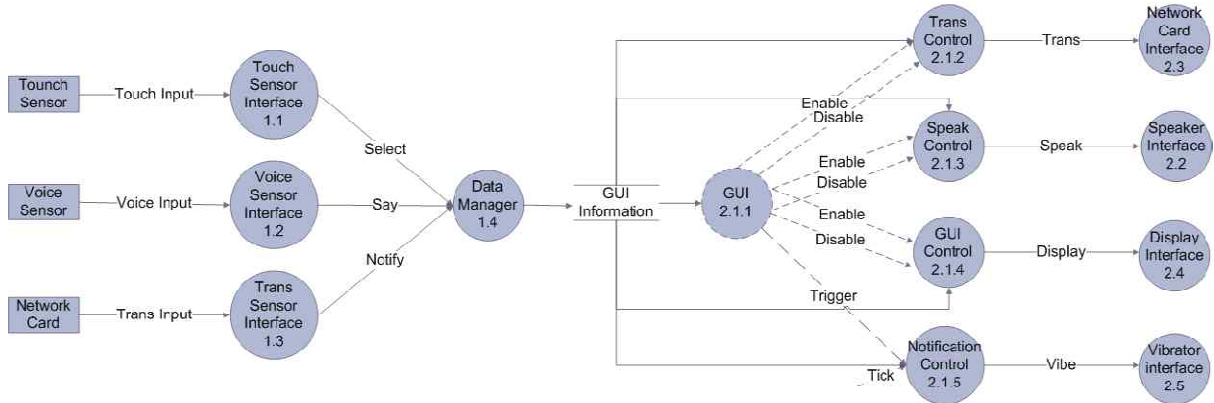 Tounch
Sensor
Touch Input
Touch
Sensor
Interface
1.1
Select
Voice
Sensor
Voice Input
Voice
Sensor
Interface
1.2
Say
Network
Card
Trans Input
Trans
Sensor
Interface
1.3
Notify
Data
Manager
1.4
GUI
Information
GUI
2.1.1
Enable
Disable
Enable
Disable
Enable
Disable
Trigger
Tick
Trans
Control
2.1.2
Trans
Network
Card
Interface
2.3
Speak
Control
2.1.3
Speak
Speaker
Interface
2.2
GUI
Control
2.1.4
Display
Display
Interface
2.4
Notification
Control
2.1.5
Vibe
Vibrator
interface
2.5